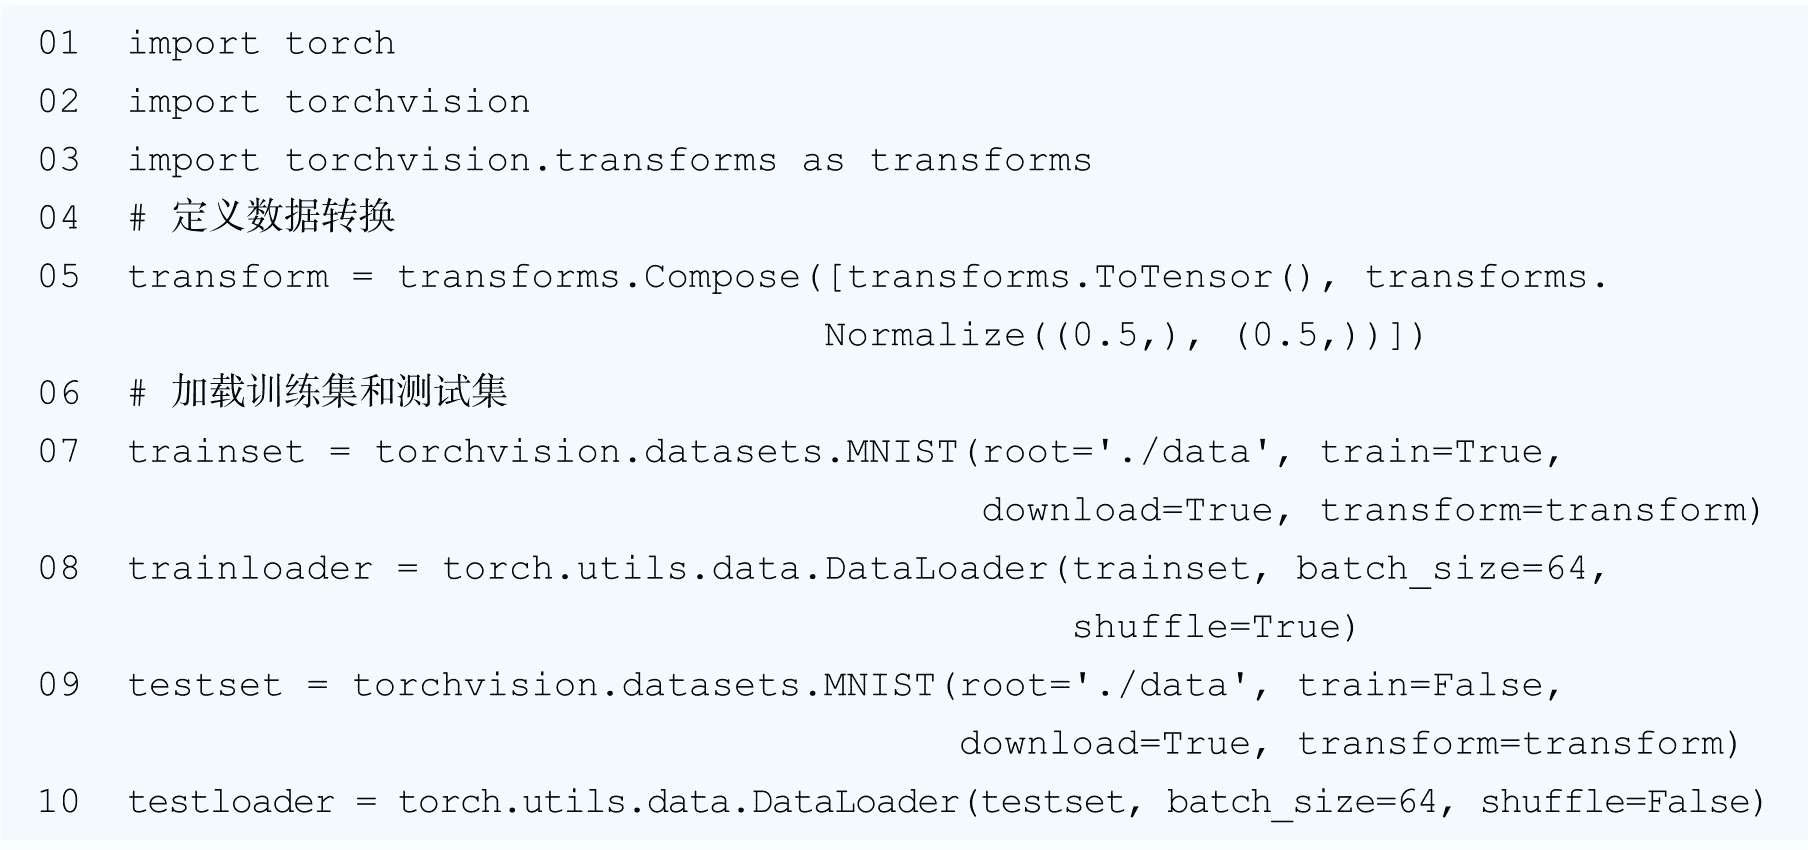 01 import torch
02 import torchvision
03 import torchvision.transforms as transforms
04 # 定义数据转换
05 transform = transforms.Compose([transforms.ToTensor(), transforms.
Normalize((0.5,), (0.5,))])
06 # 加载训练集和测试集
07 trainset = torchvision.datasets.MNIST(root='./data', train=True,
download=True, transform=transform)
08 trainloader = torch.utils.data.DataLoader(trainset, batch_size=64,
shuffle=True)
09 testset = torchvision.datasets.MNIST(root='./data', train=False,
download=True, transform=transform)
10 testloader = torch.utils.data.DataLoader(testset, batch_size=64, shuffle=False)